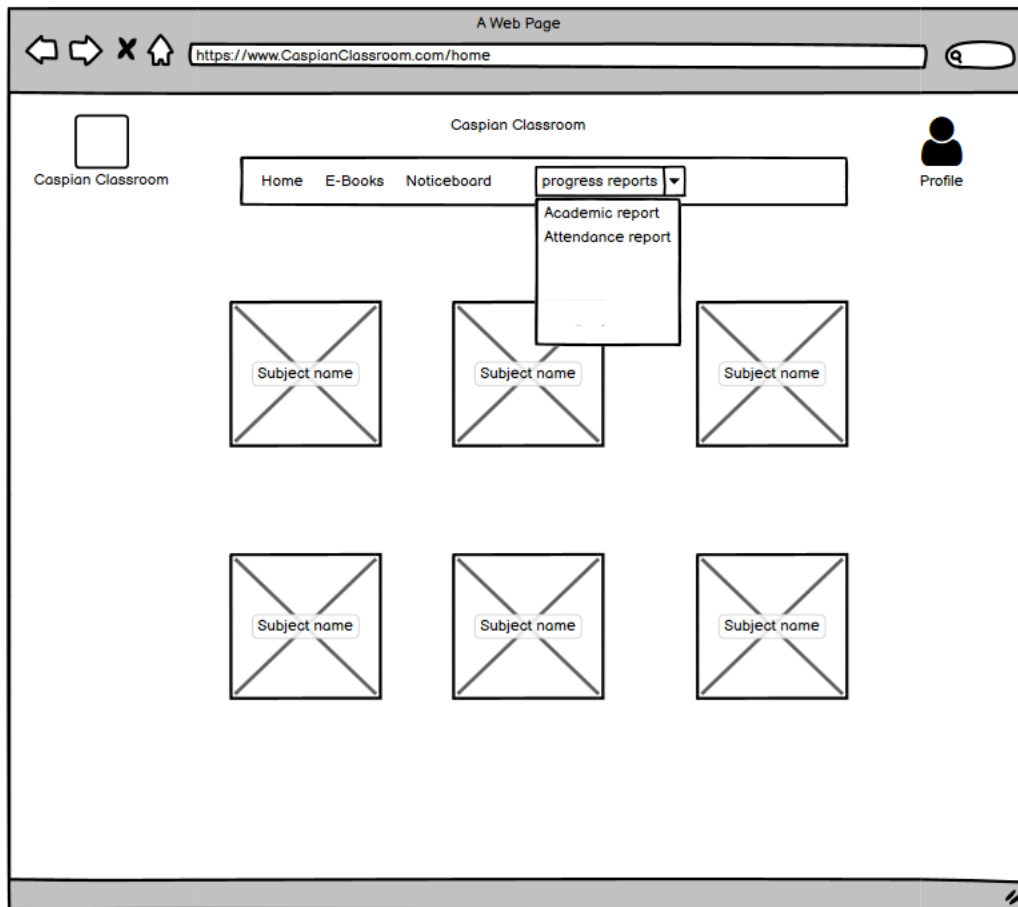 A Web Page
https://www.CaspianClassroom.com/home
Caspian Classroom
Caspian Classroom
Profile
Home E-Books Noticeboard progress reports
Academic report
Attendance report
Subject name Subject name Subject name
Subject name Subject name Subject name